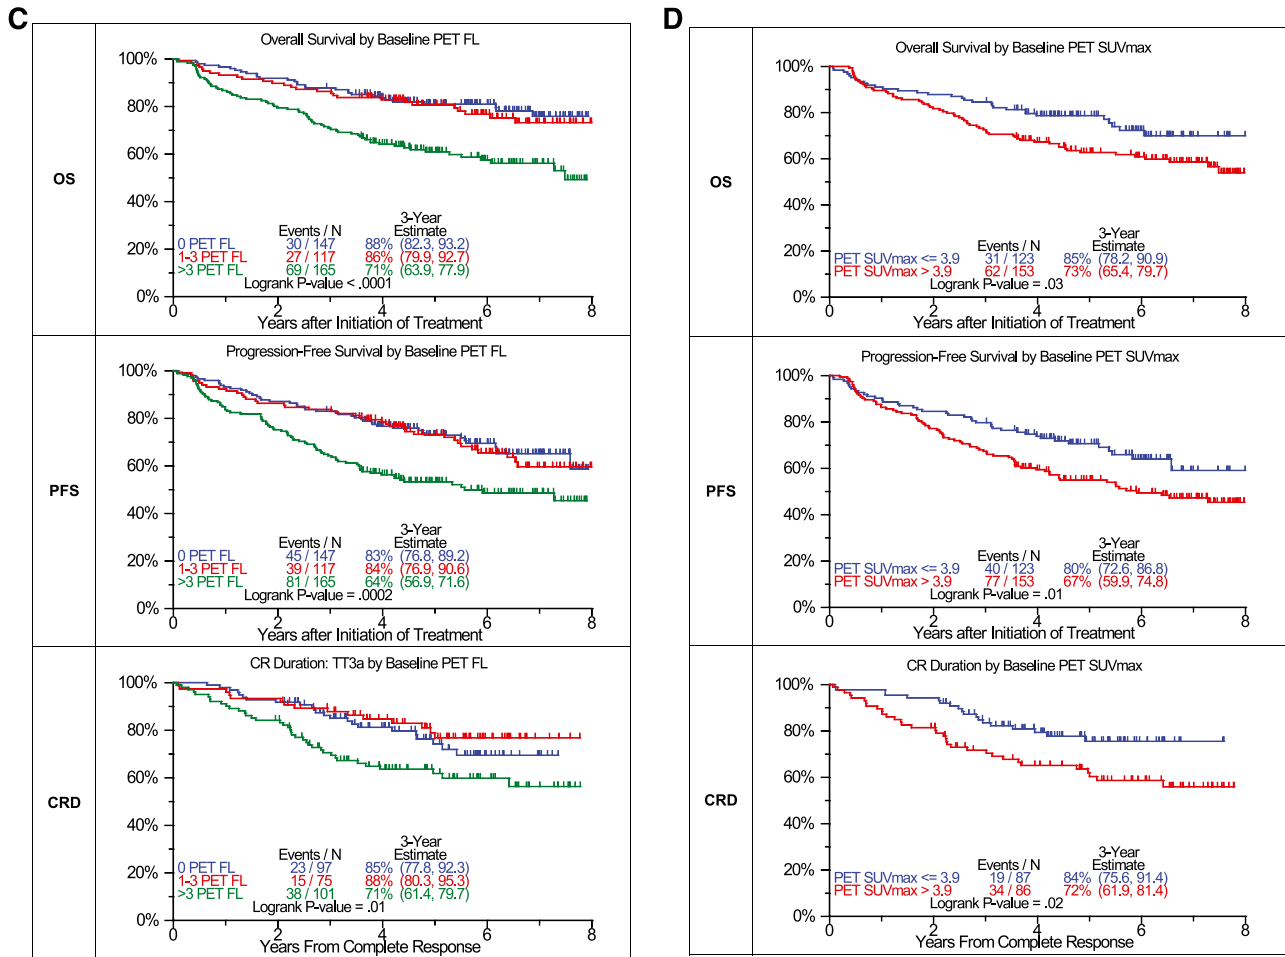 C
OS
Overall Survival by Baseline PET FL
100%
80%
60%
40%
20%
0%
3-Year
Events / N Estimate
0 PET FL 30 / 147 88% (82.3, 93.2)
1-3 PET FL 27 / 117 86% (79.9, 92.7)
>3 PET FL 69 / 165 71% (63.9, 77.9)
Logrank P-value < .0001
0 2 4 6 8
Years after Initiation of Treatment
PFS
Progression-Free Survival by Baseline PET FL
100%
80%
60%
40%
20%
0%
3-Year
Events / N Estimate
0 PET FL 45 / 147 83% (76.8, 89.2)
1-3 PET FL 39 / 117 84% (76.9, 90.6)
>3 PET FL 81 / 165 64% (56.9, 71.6)
Logrank P-value = .0002
0 2 4 6 8
Years after Initiation of Treatment
CRD
CR Duration: TT3a by Baseline PET FL
100%
80%
60%
40%
20%
0%
3-Year
Events / N Estimate
0 PET FL 23 / 97 85% (77.8, 92.3)
1-3 PET FL 15 / 75 88% (80.3, 95.3)
>3 PET FL 38 / 101 71% (61.4, 79.7)
Logrank P-value = .01
0 2 4 6 8
Years From Complete Response
D
OS
Overall Survival by Baseline PET SUVmax
100%
80%
60%
40%
20%
0%
3-Year
Events / N Estimate
PET SUVmax <= 3.9 31 / 123 85% (78.2, 90.9)
PET SUVmax > 3.9 62 / 153 73% (65.4, 79.7)
Logrank P-value = .03
0 2 4 6 8
Years after Initiation of Treatment
PFS
Progression-Free Survival by Baseline PET SUVmax
100%
80%
60%
40%
20%
0%
3-Year
Events / N Estimate
PET SUVmax <= 3.9 40 / 123 80% (72.6, 86.8)
PET SUVmax > 3.9 77 / 153 67% (59.9, 74.8)
Logrank P-value = .01
0 2 4 6 8
Years after Initiation of Treatment
CRD
CR Duration by Baseline PET SUVmax
100%
80%
60%
40%
20%
0%
3-Year
Events / N Estimate
PET SUVmax <= 3.9 19 / 87 84% (75.6, 91.4)
PET SUVmax > 3.9 34 / 86 72% (61.9, 81.4)
Logrank P-value = .02
0 2 4 6 8
Years From Complete Response